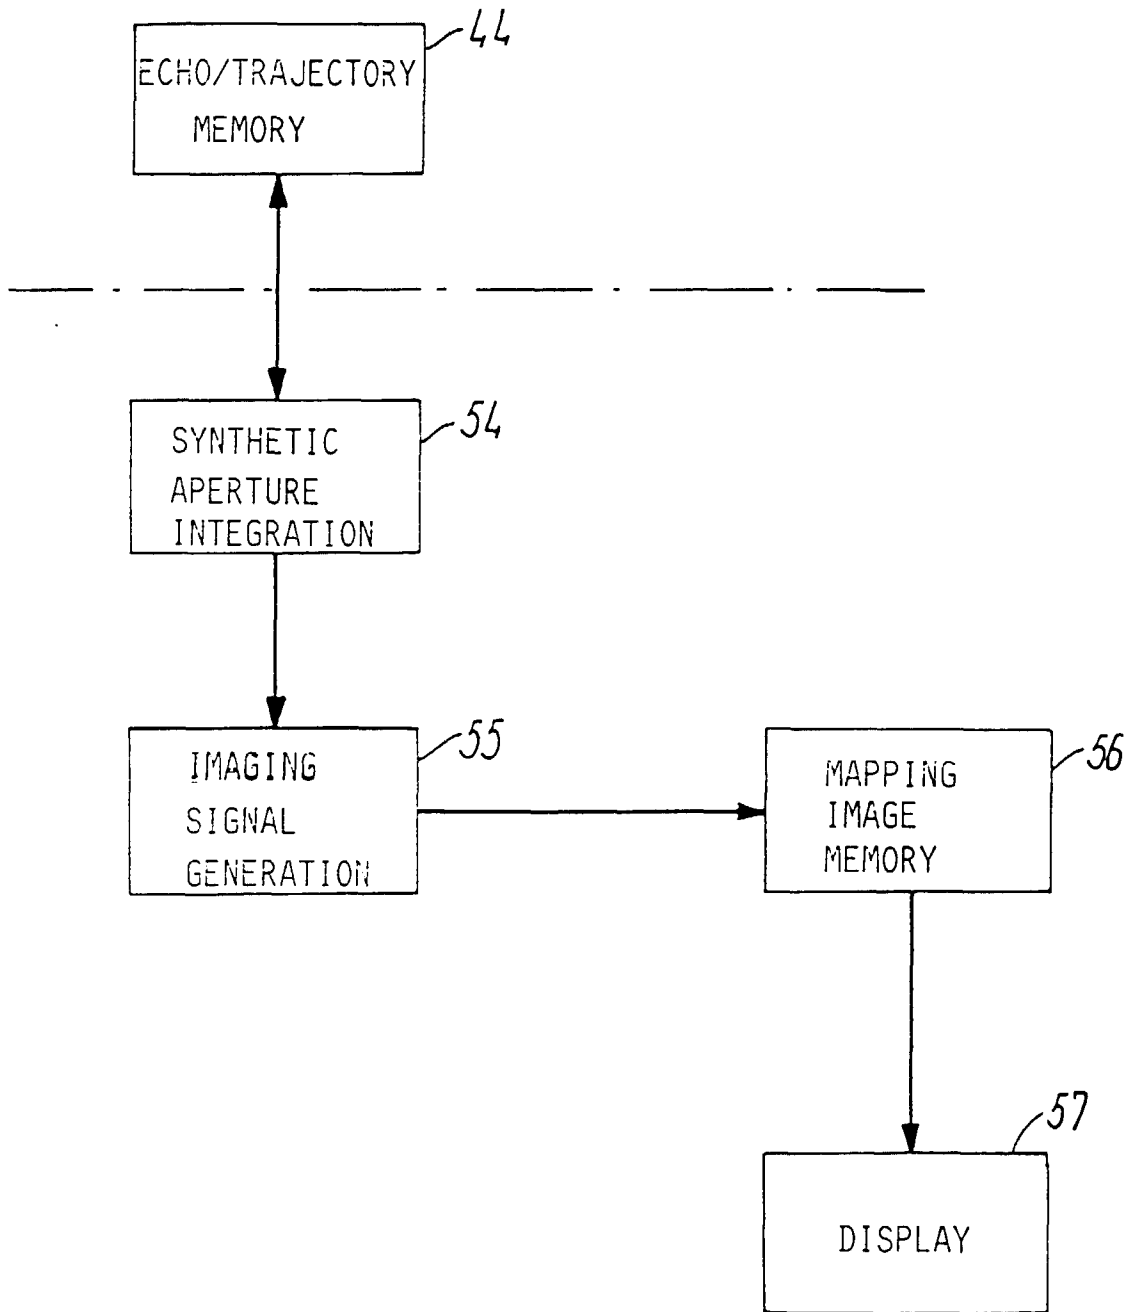 44
ECHO/TRAJECTORY
MEMORY
54
SYNTHETIC
APERTURE
INTEGRATION
55
IMAGING
SIGNAL
GENERATION
56
MAPPING
IMAGE
MEMORY
57
DISPLAY